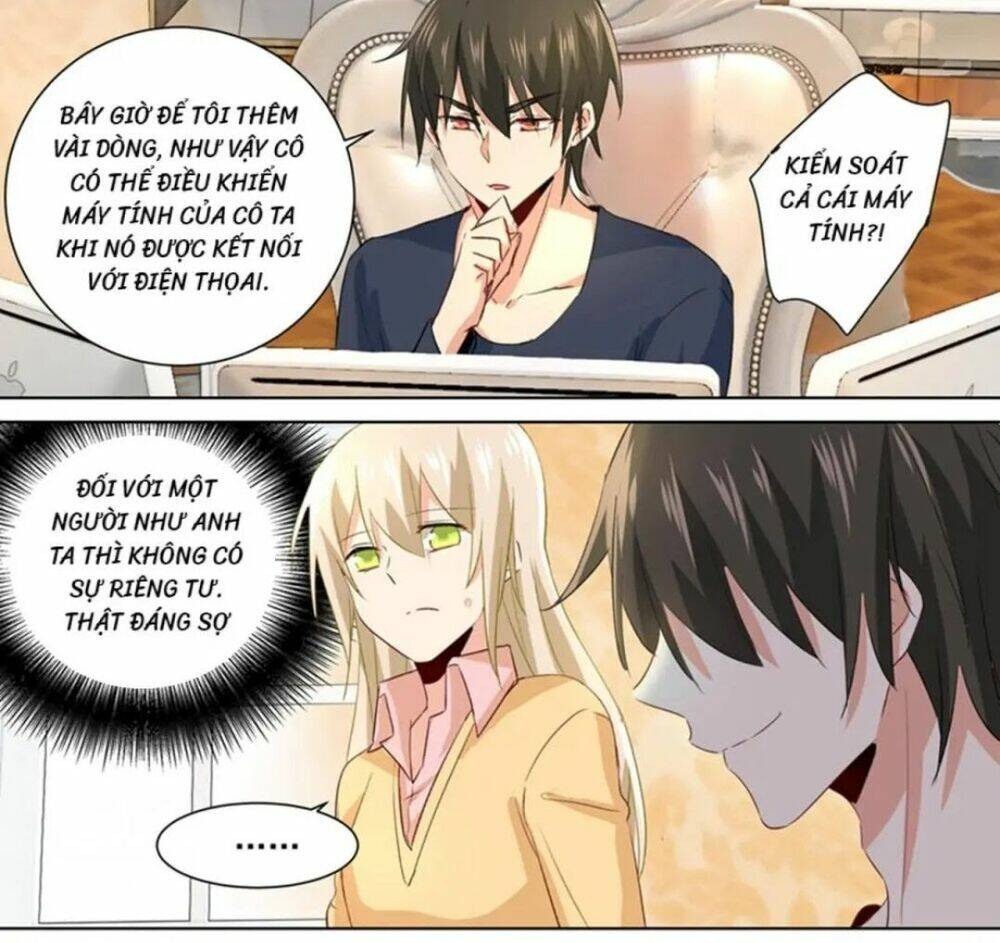 BÂY GIỜ ĐỂ TÔI THÊM
VÀI DÒNG, NHƯ VẬY CÔ
CÓ THỂ ĐIỀU KHIỂN
MÁY TÍNH CỦA CÔ TA
KHI NÓ ĐƯỢC KẾT NỐI
VỚI ĐIỆN THOẠI.
KIỂM SOÁT
CẢ CÁI MÁY
TÍNH?!
ĐỐI VỚI MỘT
NGƯỜI NHƯ ANH
TA THÌ KHÔNG CÓ
SỰ RIÊNG TƯ.
THẬT ĐÁNG SỢ
......